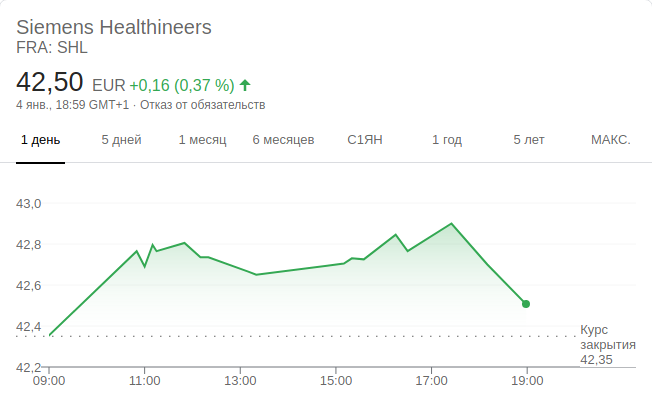 Siemens Healthineers
FRA: SHL
42,50 EUR +0,16 (0,37 %)
4 янв., 18:59 GMT+1 · Отказ от обязательств
1 день 5 дней 1 месяц 6 месяцев С1ЯН 1 год 5 лет МАКС.
43,0
42,8
42,6
42,4
Курс
закрытия
42,35
42,2
09:00 11:00 13:00 15:00 17:00 19:00